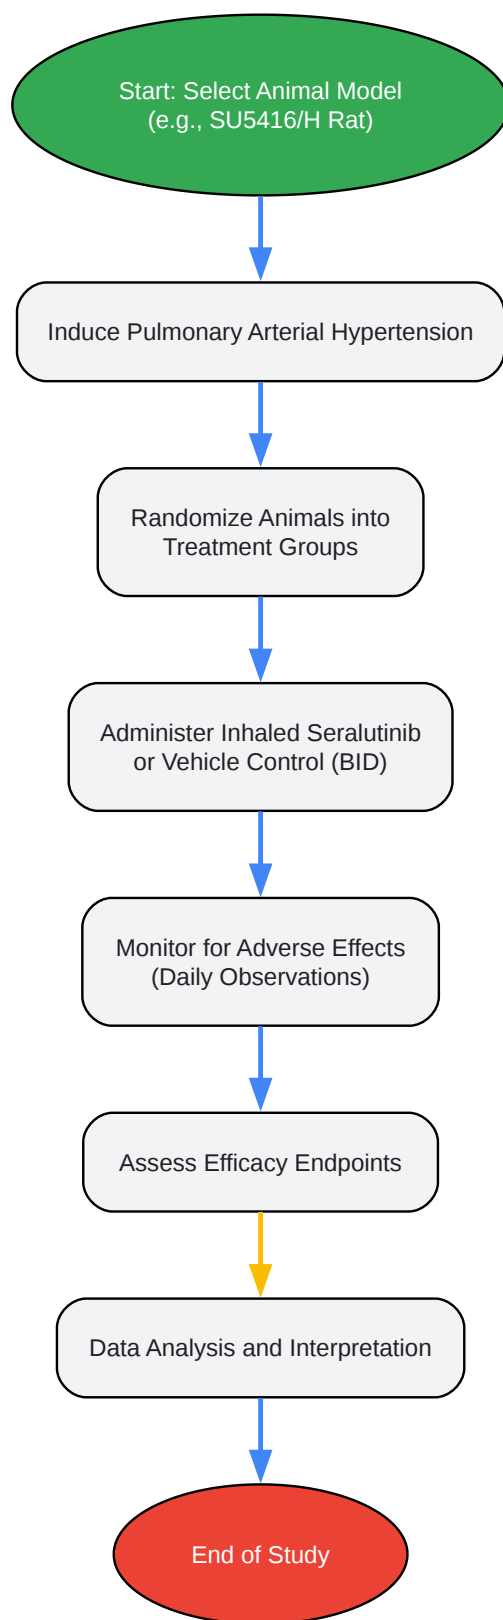 Start: Select Animal Model
(e.g., SU5416/H Rat)
Induce Pulmonary Arterial Hypertension
Randomize Animals into
Treatment Groups
Administer Inhaled Seralutinib
or Vehicle Control (BID)
Monitor for Adverse Effects
(Daily Observations)
Assess Efficacy Endpoints
Data Analysis and Interpretation
End of Study